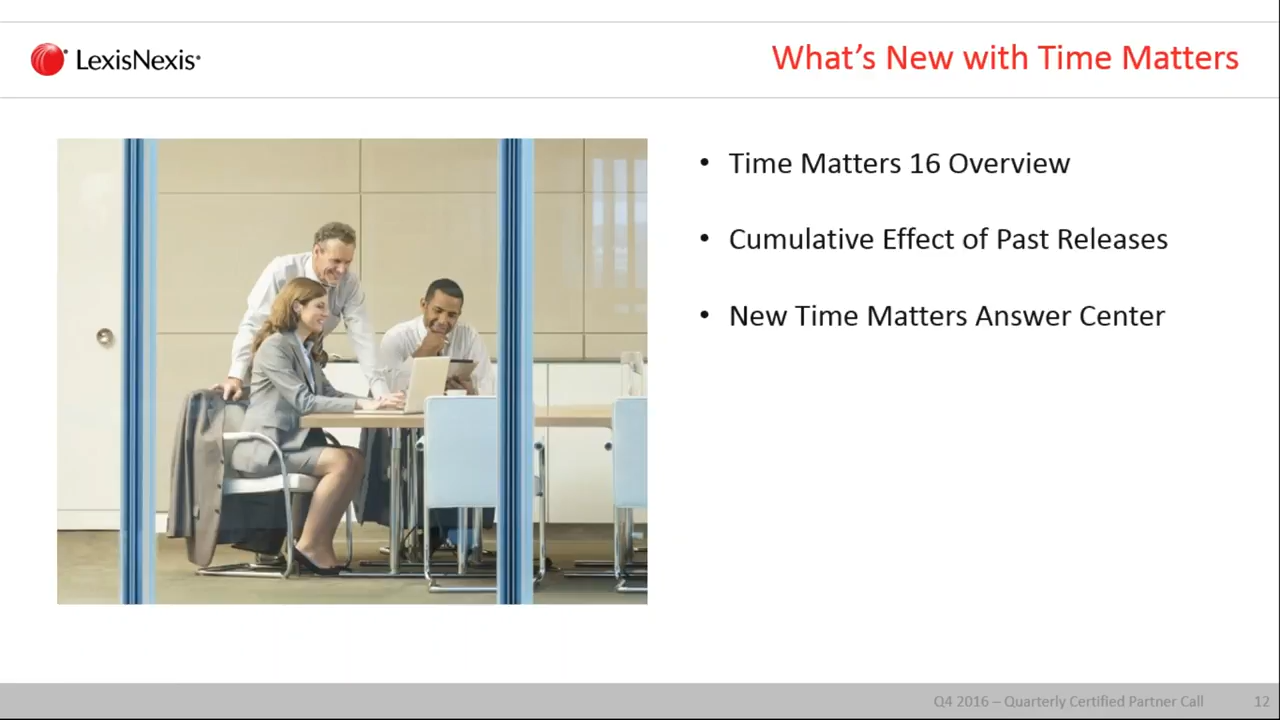 LexisNexis®
What's New with Time Matters
• Time Matters 16 Overview
• Cumulative Effect of Past Releases
• New Time Matters Answer Center
Q4 2016 – Quarterly Certified Partner Call 12